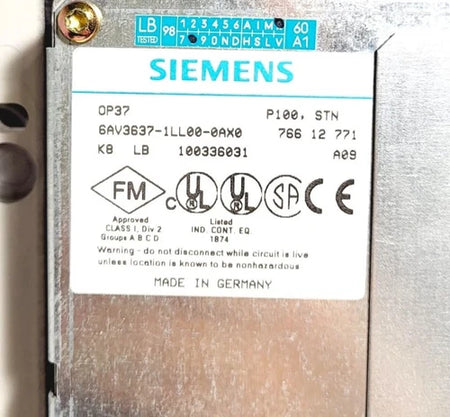 LB 98 1 2 3 4 5 6 A I M 60
TESTED 7 9 0 N D H S L V A1
SIEMENS
OP37 P100, STN
6AV3637-1LL00-0AX0 766 12 771
KB LB 100336031 A09
FM C UL UL SA CE
Approved Listed
CLASS I, Div 2 IND. CONT. EQ.
Groups A B C D 1B74
Warning - do not disconnect while circuit is live
unless location is known to be nonhazardous
MADE IN GERMANY